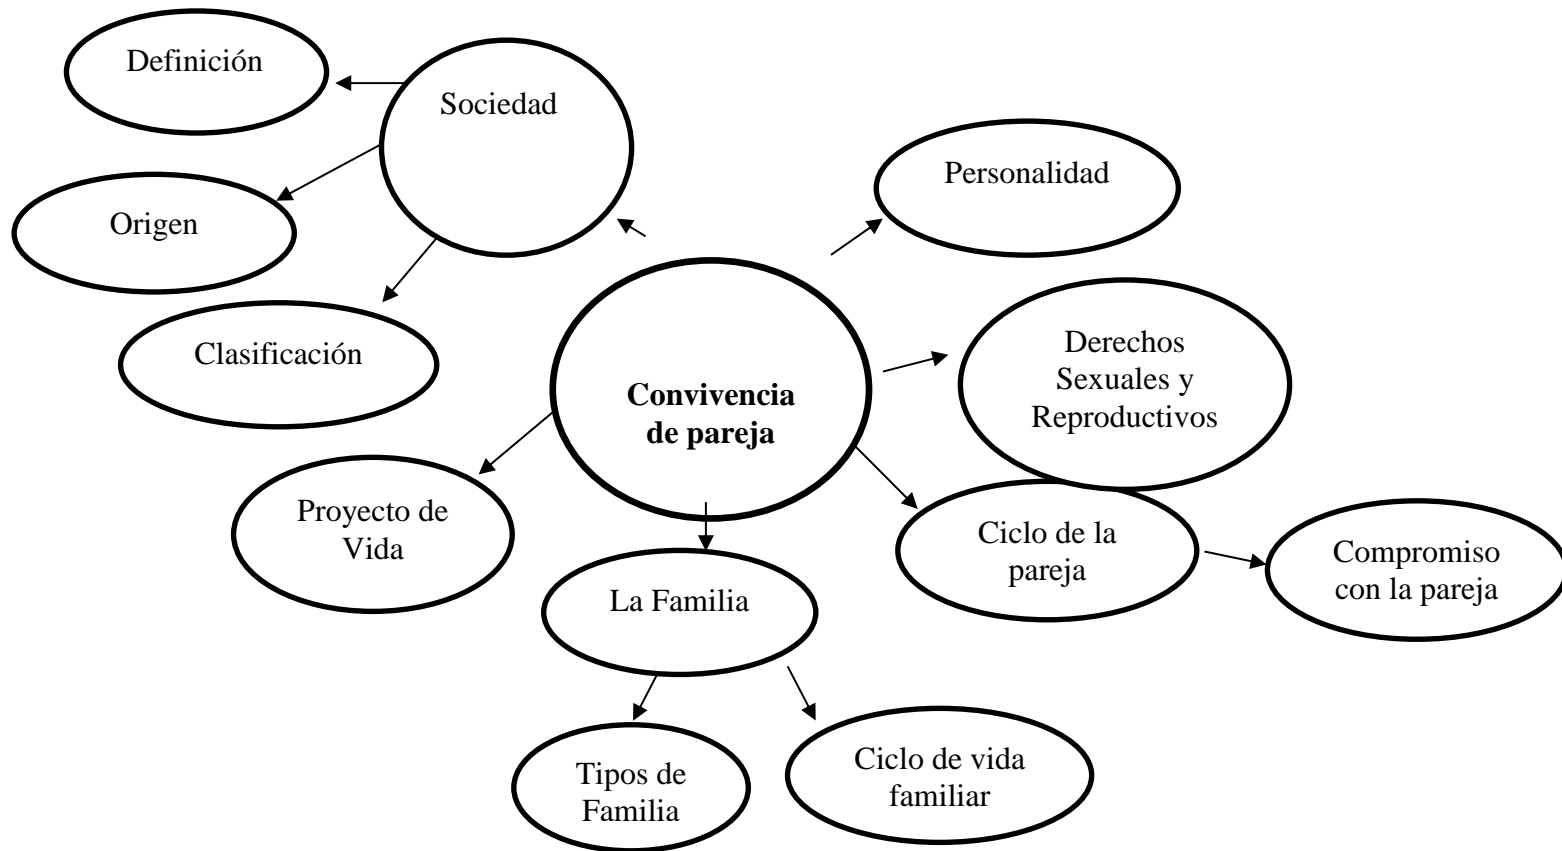 Definición
Sociedad
Origen
Clasificación
Personalidad
Derechos
Sexuales y
Reproductivos
Convivencia
de pareja
Proyecto de
Vida
La Familia
Ciclo de la
pareja
Compromiso
con la pareja
Tipos de
Familia
Ciclo de vida
familiar